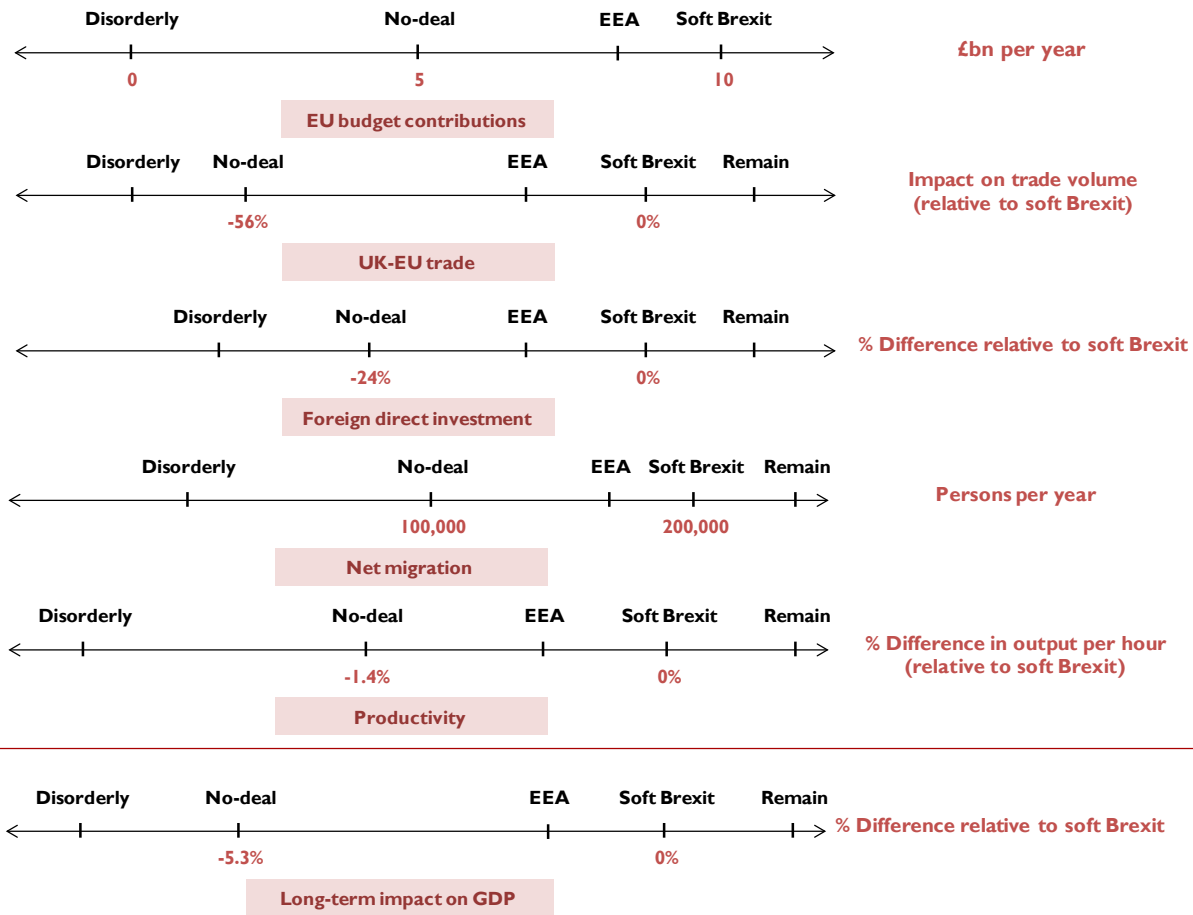 Disorderly No-deal EEA Soft Brexit
£bn per year
0 5 10
EU budget contributions
Disorderly No-deal EEA Soft Brexit Remain
Impact on trade volume
(relative to soft Brexit)
-56% 0%
UK-EU trade
Disorderly No-deal EEA Soft Brexit Remain
% Difference relative to soft Brexit
-24% 0%
Foreign direct investment
Disorderly No-deal EEA Soft Brexit Remain
Persons per year
100,000 200,000
Net migration
Disorderly No-deal EEA Soft Brexit Remain
% Difference in output per hour
(relative to soft Brexit)
-1.4% 0%
Productivity
Disorderly No-deal EEA Soft Brexit Remain
% Difference relative to soft Brexit
-5.3% 0%
Long-term impact on GDP